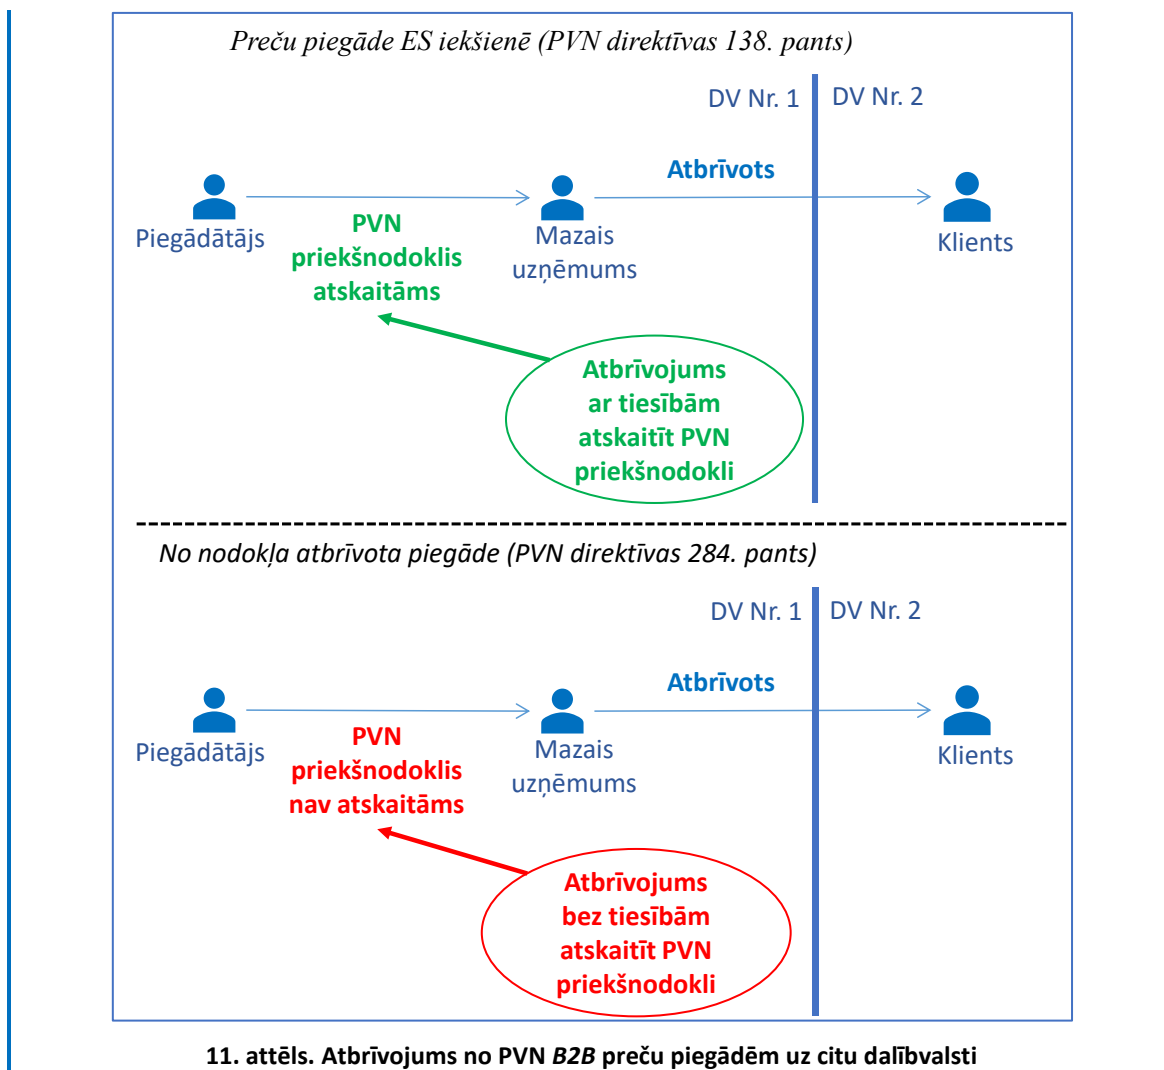 Preču piegāde ES iekšienē (PVN direktīvas 138. pants)
DV Nr. 1
DV Nr. 2
Atbrīvots
Piegādātājs
PVN
priekšnodoklis
atskaitāms
Mazais
uzņēmums
Klients
Atbrīvojums
ar tiesībām
atskaitīt PVN
priekšnodokli
No nodokļa atbrīvota piegāde (PVN direktīvas 284. pants)
DV Nr. 1
DV Nr. 2
Atbrīvots
Piegādātājs
PVN
priekšnodoklis
nav atskaitāms
Mazais
uzņēmums
Klients
Atbrīvojums
bez tiesībām
atskaitīt PVN
priekšnodokli
11. attēls. Atbrīvojums no PVN B2B preču piegādēm uz citu dalībvalsti